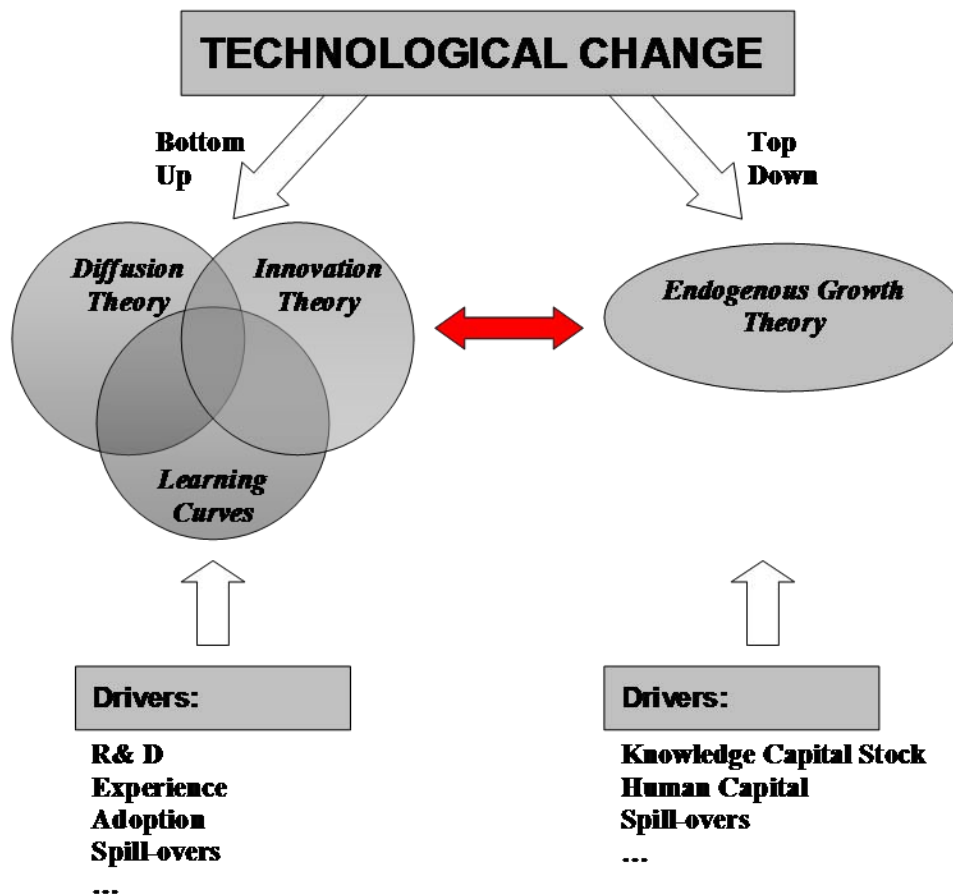 TECHNOLOGICAL CHANGE
Bottom
Up
Top
Down
Diffusion
Theory
Innovation
Theory
Learning
Curves
Endogenous Growth
Theory
Drivers:
R& D
Experience
Adoption
Spill-overs
...
Drivers:
Knowledge Capital Stock
Human Capital
Spill-overs
...